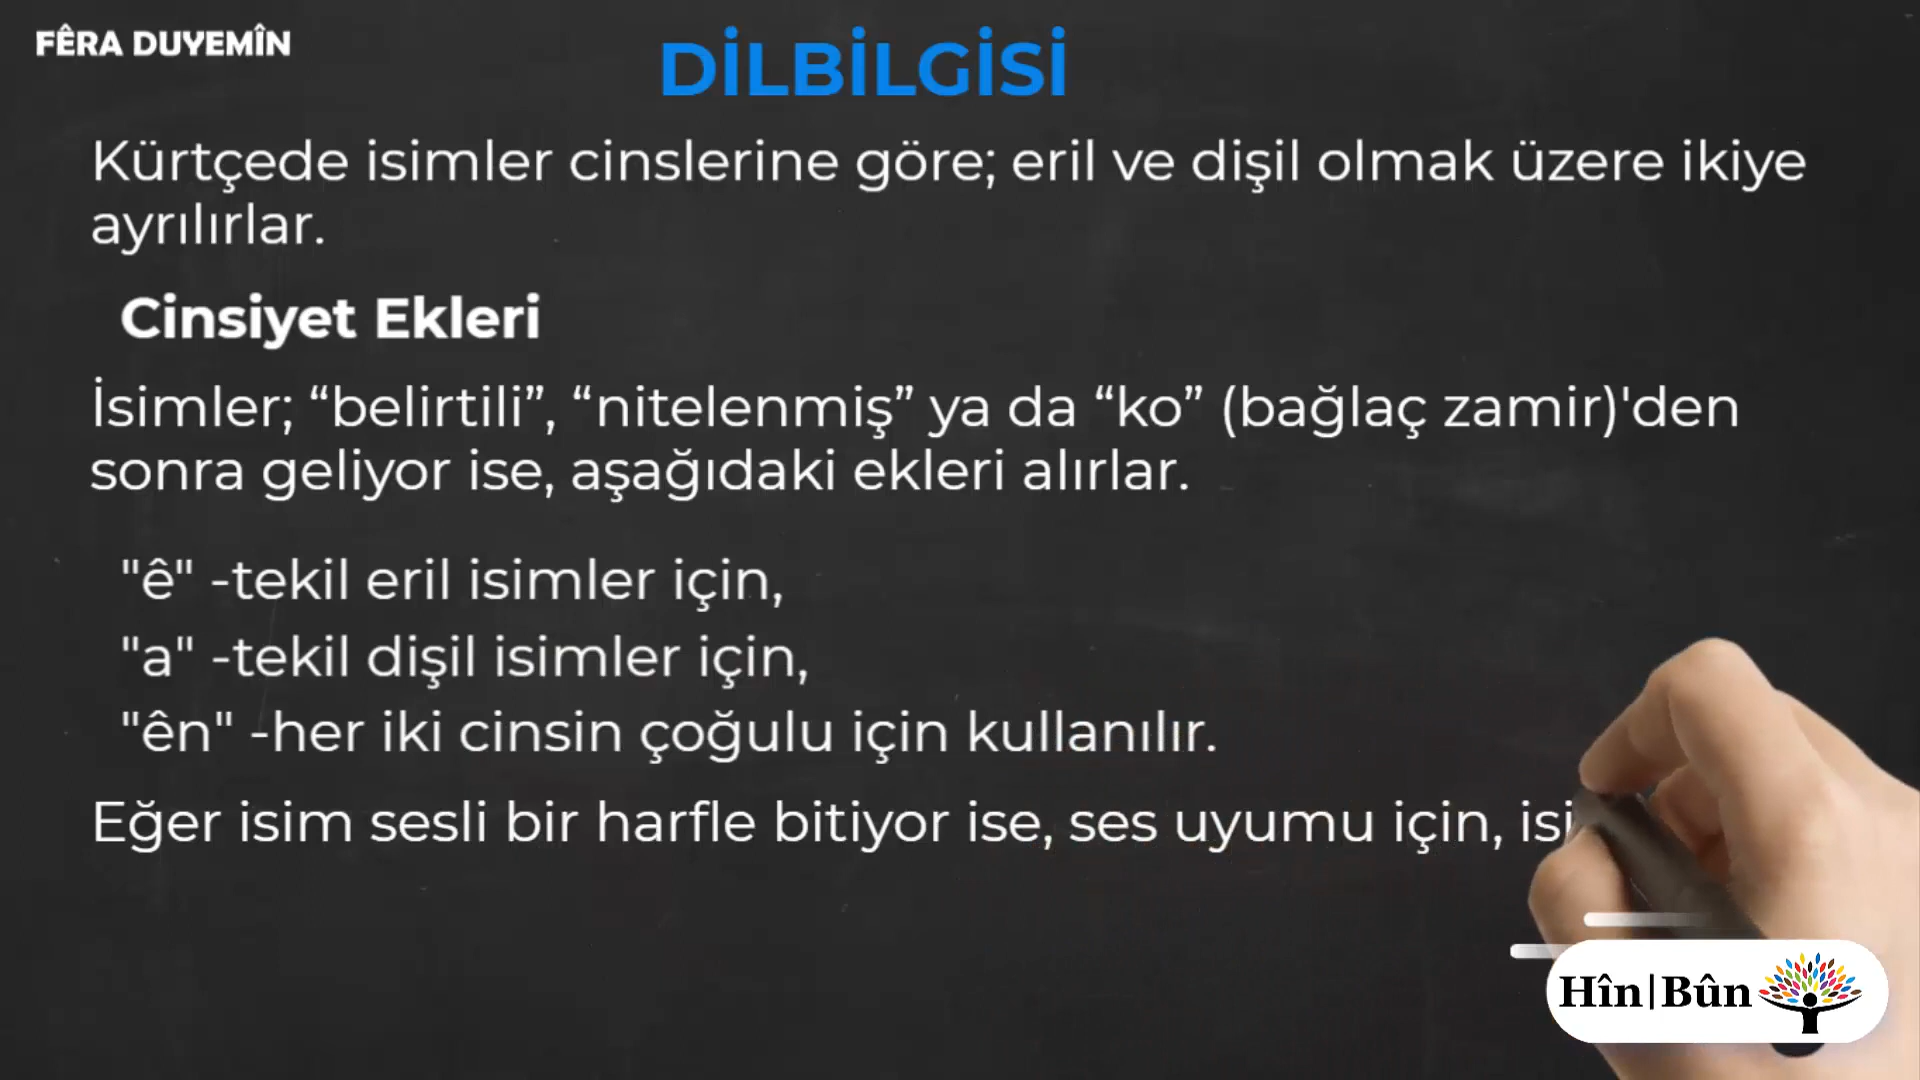 FÊRA DUYEMÎN
DİLBİLGİSİ
Kürtçede isimler cinslerine göre; eril ve dişil olmak üzere ikiye
ayrılırlar.
Cinsiyet Ekleri
İsimler; “belirtili”, “nitelenmiş” ya da “ko” (bağlaç zamir)'den
sonra geliyor ise, aşağıdaki ekleri alırlar.
"ê" -tekil eril isimler için,
"a" -tekil dişil isimler için,
"ên" -her iki cinsin çoğulu için kullanılır.
Eğer isim sesli bir harfle bitiyor ise, ses uyumu için, isi
Hîn|Bûn